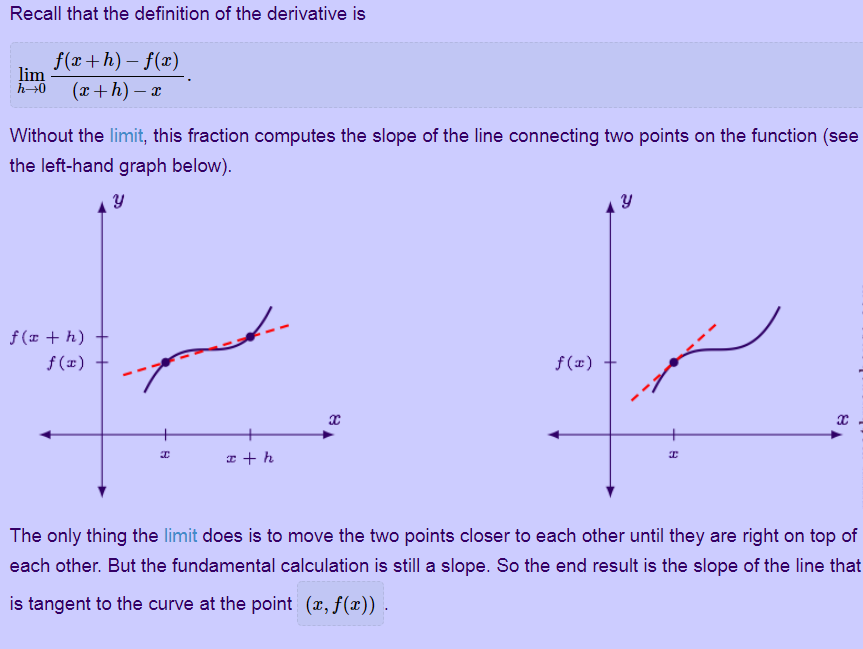 Recall that the definition of the derivative is
lim h→0 f(x+h) − f(x) / (x+h) − x .
Without the limit, this fraction computes the slope of the line connecting two points on the function (see
the left-hand graph below).
y
f(x + h)
f(x)
x
x
x + h
y
f(x)
x
x
The only thing the limit does is to move the two points closer to each other until they are right on top of
each other. But the fundamental calculation is still a slope. So the end result is the slope of the line that
is tangent to the curve at the point (x, f(x)) .